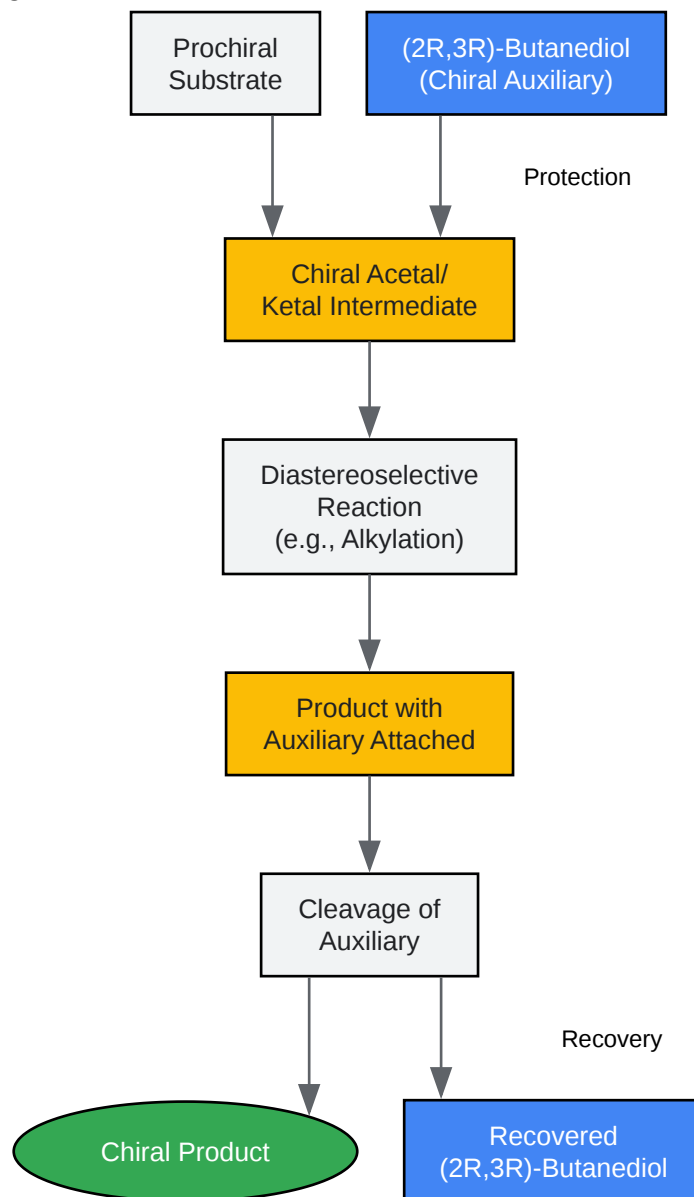 Prochiral
Substrate
(2R,3R)-Butanediol
(Chiral Auxiliary)
Protection
Chiral Acetal/
Ketal Intermediate
Diastereoselective
Reaction
(e.g., Alkylation)
Product with
Auxiliary Attached
Cleavage of
Auxiliary
Recovery
Chiral Product
Recovered
(2R,3R)-Butanediol